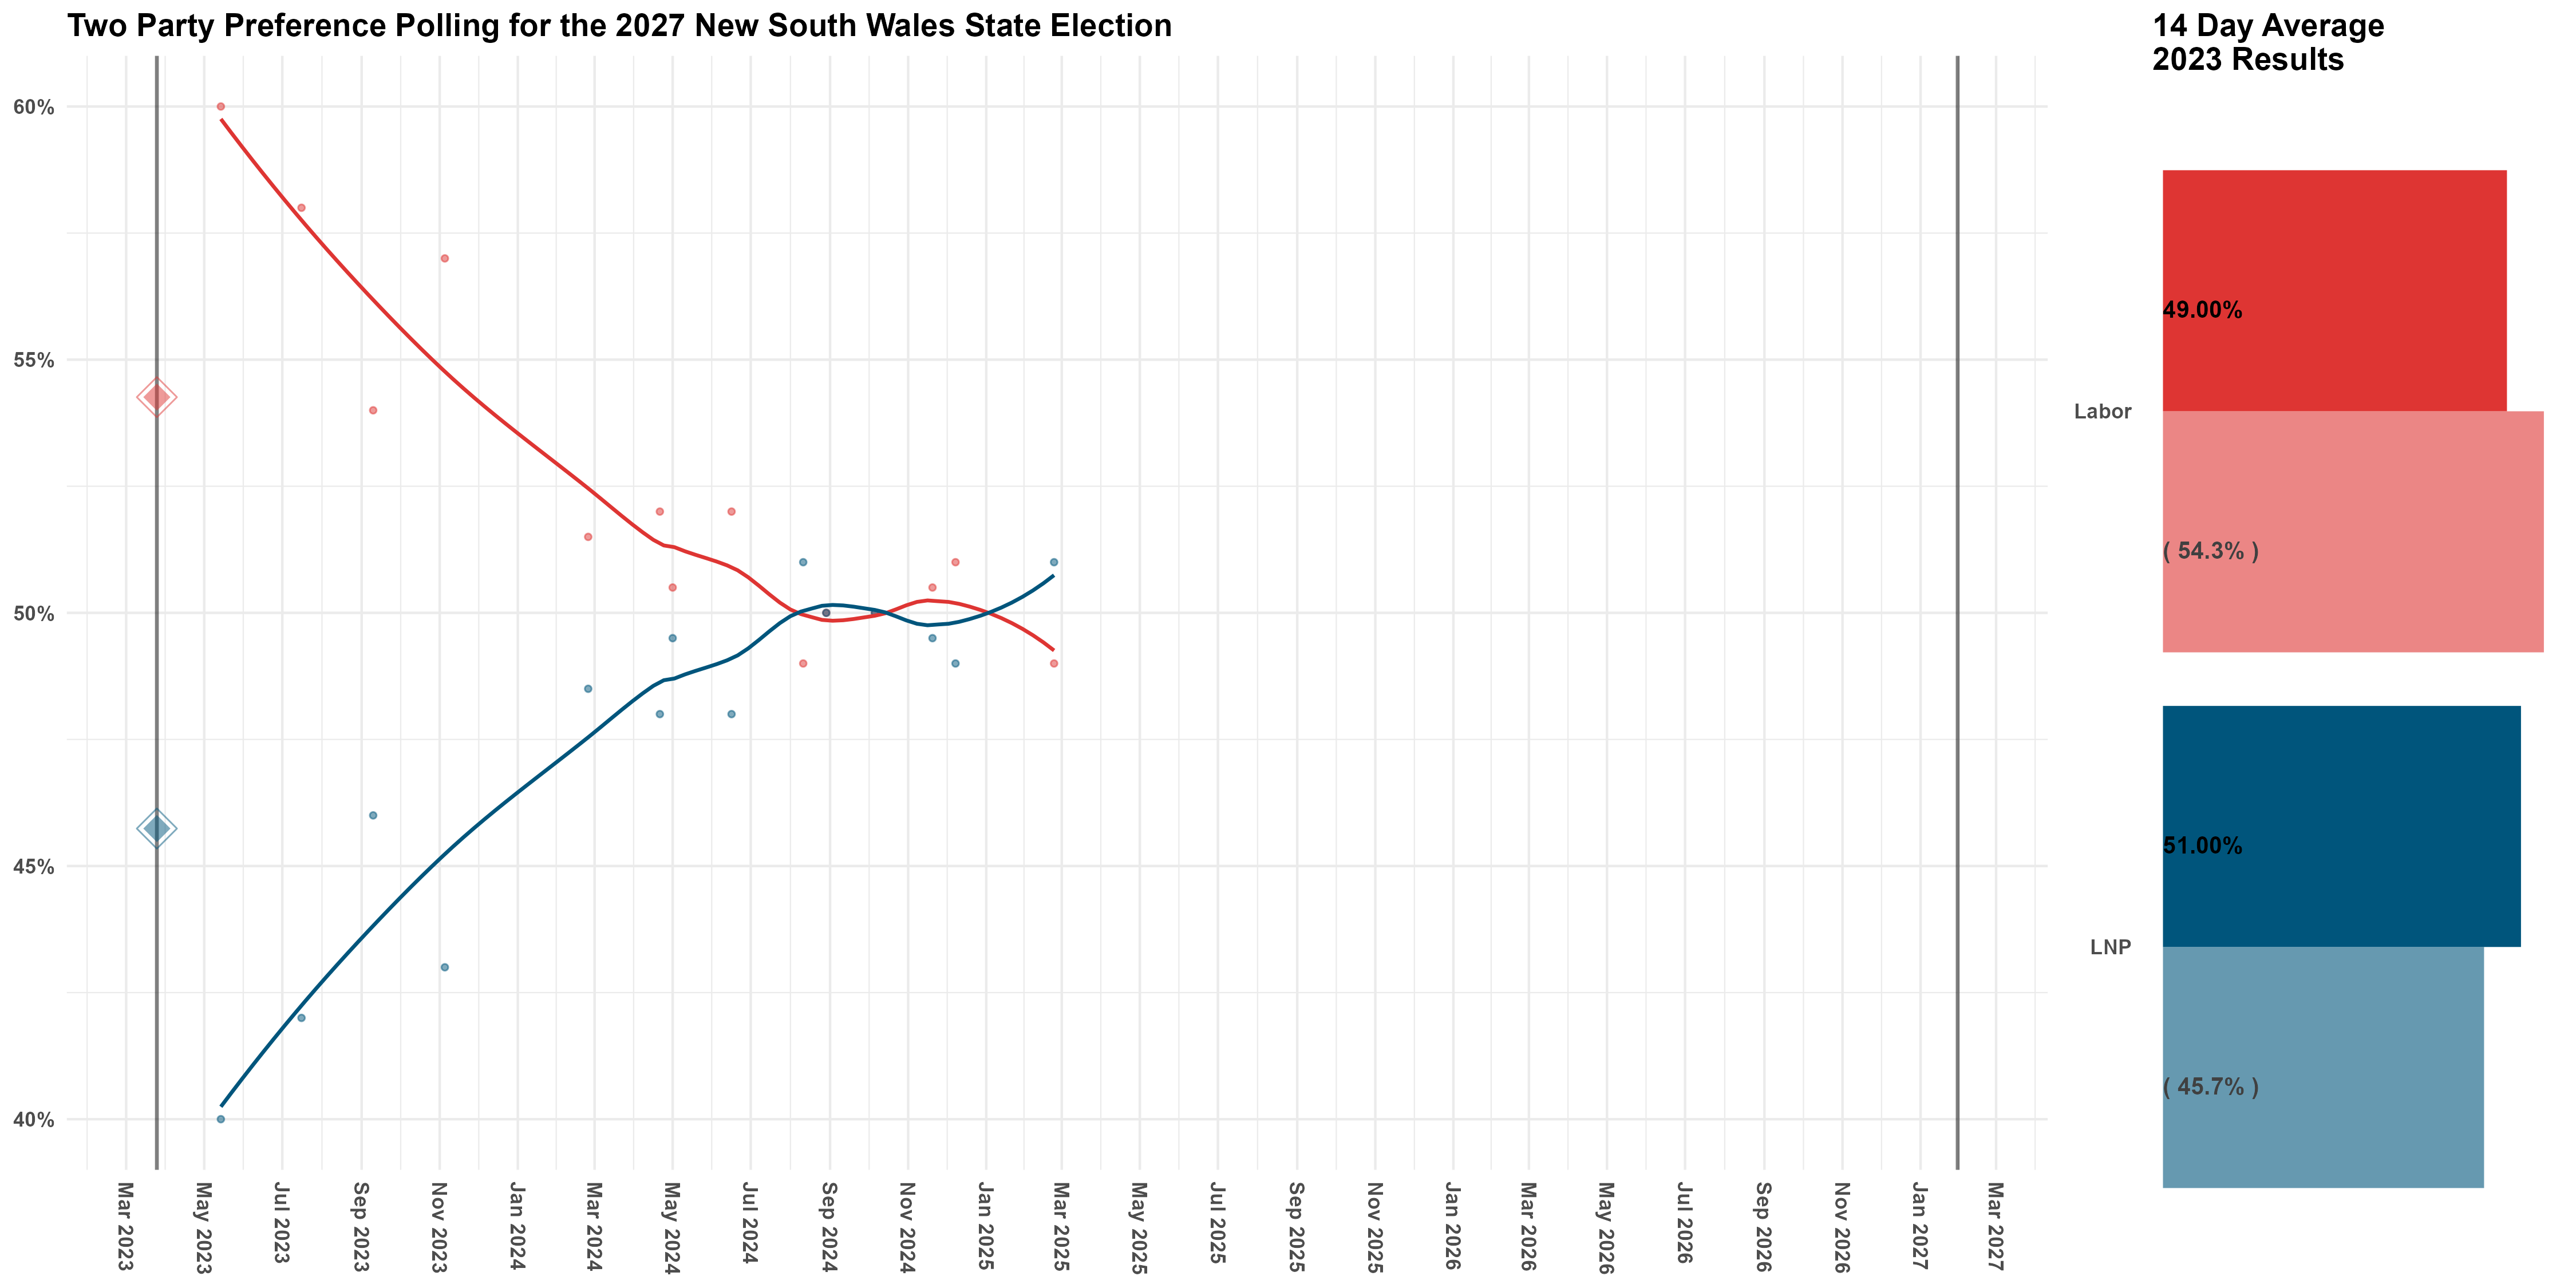 Two Party Preference Polling for the 2027 New South Wales State Election
60%
55%
50%
45%
40%
Mar 2023
May 2023
Jul 2023
Sep 2023
Nov 2023
Jan 2024
Mar 2024
May 2024
Jul 2024
Sep 2024
Nov 2024
Jan 2025
Mar 2025
May 2025
Jul 2025
Sep 2025
Nov 2025
Jan 2026
Mar 2026
May 2026
Jul 2026
Sep 2026
Nov 2026
Jan 2027
Mar 2027
14 Day Average
2023 Results
49.00%
Labor
( 54.3% )
51.00%
LNP
( 45.7% )